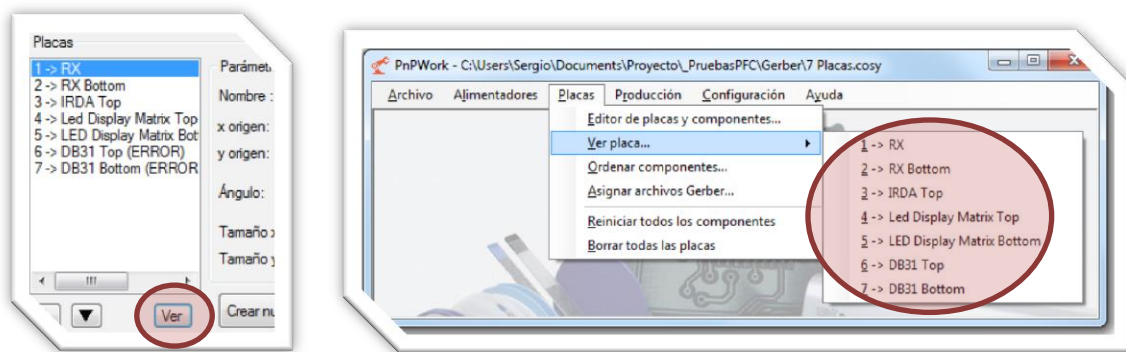 Placas
1 -> RX
2 -> RX Bottom
3 -> IRDA Top
4 -> Led Display Matrix Top
5 -> LED Display Matrix Bot
6 -> DB31 Top (ERROR)
7 -> DB31 Bottom (ERROR
Parámet
Nombre :
x origen:
y origen:
Ángulo:
Tamaño x
Tamaño y
Ver
Crear nu
PnPWork - C:\Users\Sergio\Documents\Proyecto\_PruebasPFC\Gerber\7 Placas.cosy
Archivo Alimentadores Placas Producción Configuración Ayuda
Editor de placas y componentes...
Ver placa...
Ordenar componentes...
Asignar archivos Gerber...
Reiniciar todos los componentes
Borrar todas las placas
1 -> RX
2 -> RX Bottom
3 -> IRDA Top
4 -> Led Display Matrix Top
5 -> LED Display Matrix Bottom
6 -> DB31 Top
7 -> DB31 Bottom